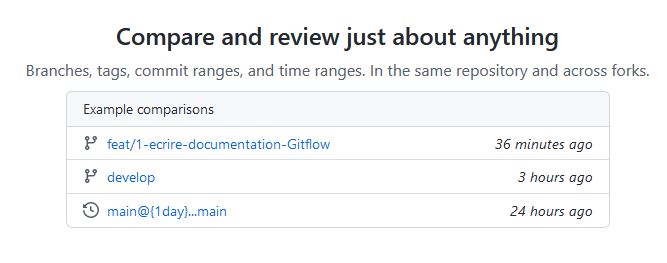 Compare and review just about anything
Branches, tags, commit ranges, and time ranges. In the same repository and across forks.
Example comparisons
feat/1-ecrire-documentation-Gitflow 36 minutes ago
develop 3 hours ago
main@{1day}...main 24 hours ago